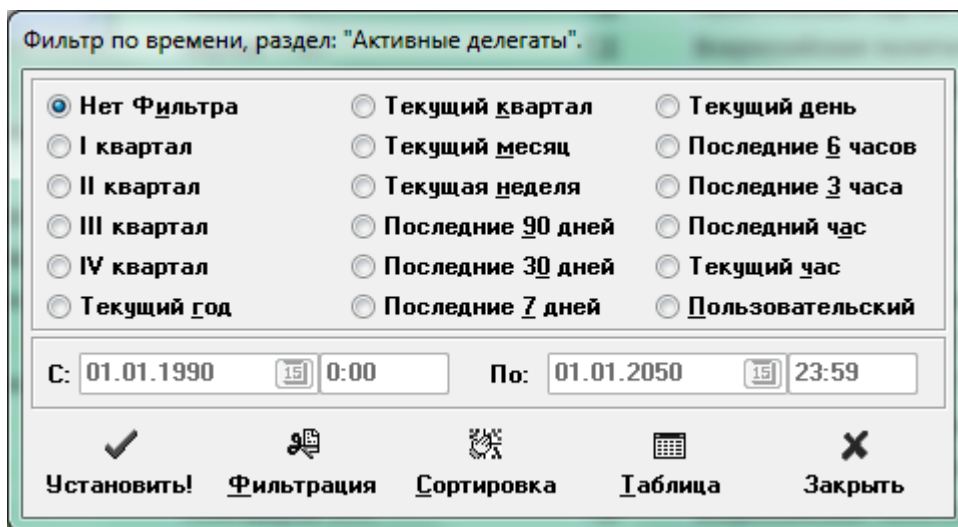 Фильтр по времени, раздел: "Активные делегаты".
Нет Фильтра Текущий квартал Текущий день
I квартал Текущий месяц Последние 6 часов
II квартал Текущая неделя Последние 3 часа
III квартал Последние 90 дней Последний час
IV квартал Последние 30 дней Текущий час
Текущий год Последние 7 дней Пользовательский
С: 01.01.1990 15 0:00 По: 01.01.2050 15 23:59
Установить! Фильтрация Сортировка Таблица Закрыть